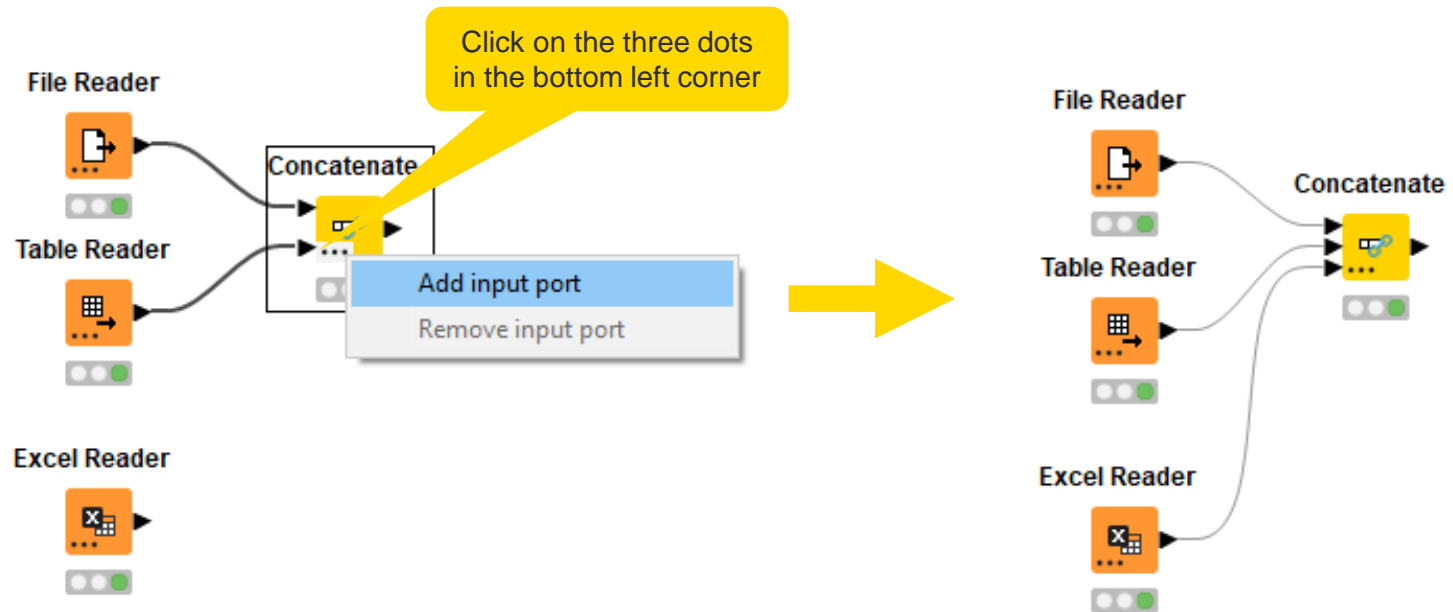 Click on the three dots
in the bottom left corner
File Reader
Concatenate
Table Reader
Add input port
Remove input port
Excel Reader
File Reader
Concatenate
Table Reader
Excel Reader